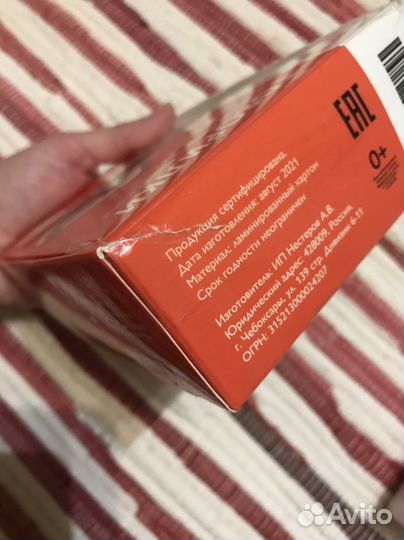 Продукция сертифицирована.
Дата изготовления: август 2021
Материал: ламинированный картон
Срок годности неограничен
Изготовитель: ИП Нестеров А.В.
Юридический адрес: 428009, Россия,
г. Чебоксары, ул. 139 стр. Дивизии 6-11
ОГРН: 315213000024207
ЕАС
0+
Avito